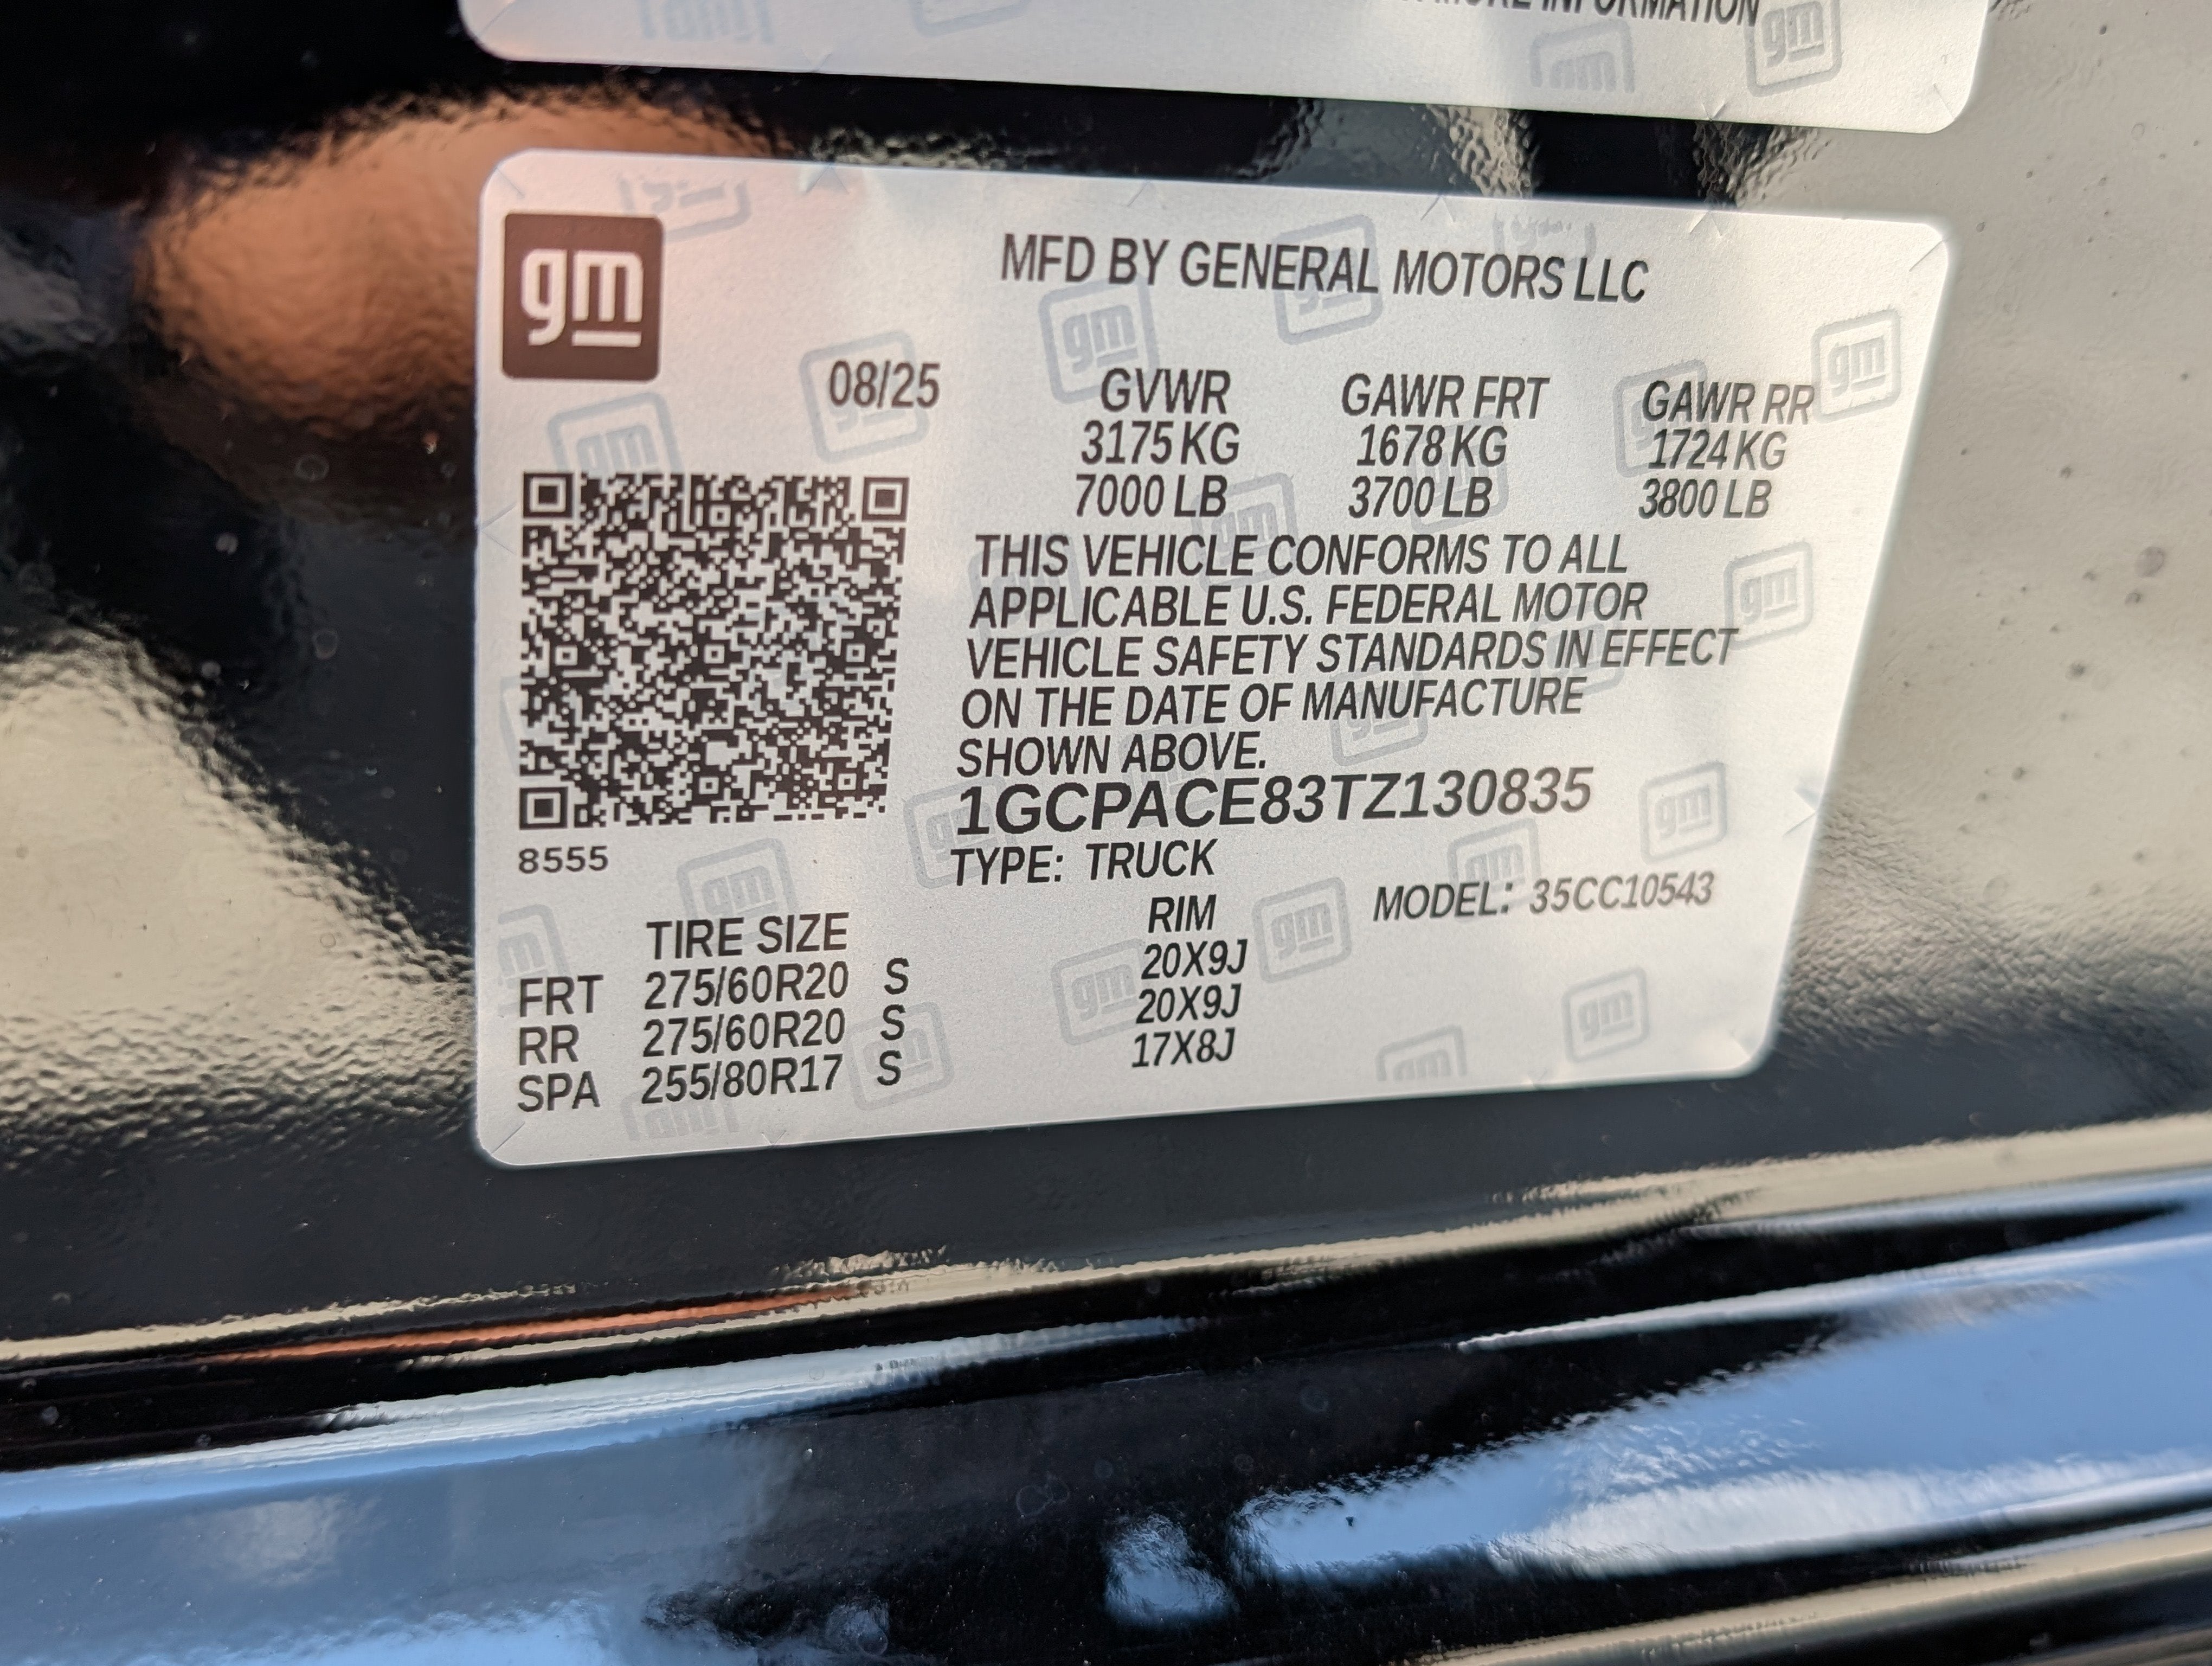 MORE INFORMATION
gm
MFD BY GENERAL MOTORS LLC
08/25
GVWR GAWR FRT GAWR RR
3175 KG 1678 KG 1724 KG
7000 LB 3700 LB 3800 LB
THIS VEHICLE CONFORMS TO ALL
APPLICABLE U.S. FEDERAL MOTOR
VEHICLE SAFETY STANDARDS IN EFFECT
ON THE DATE OF MANUFACTURE
SHOWN ABOVE.
1GCPACE83TZ130835
8555
TYPE: TRUCK
MODEL: 35CC10543
TIRE SIZE RIM
FRT 275/60R20 S 20X9J
RR 275/60R20 S 20X9J
SPA 255/80R17 S 17X8J